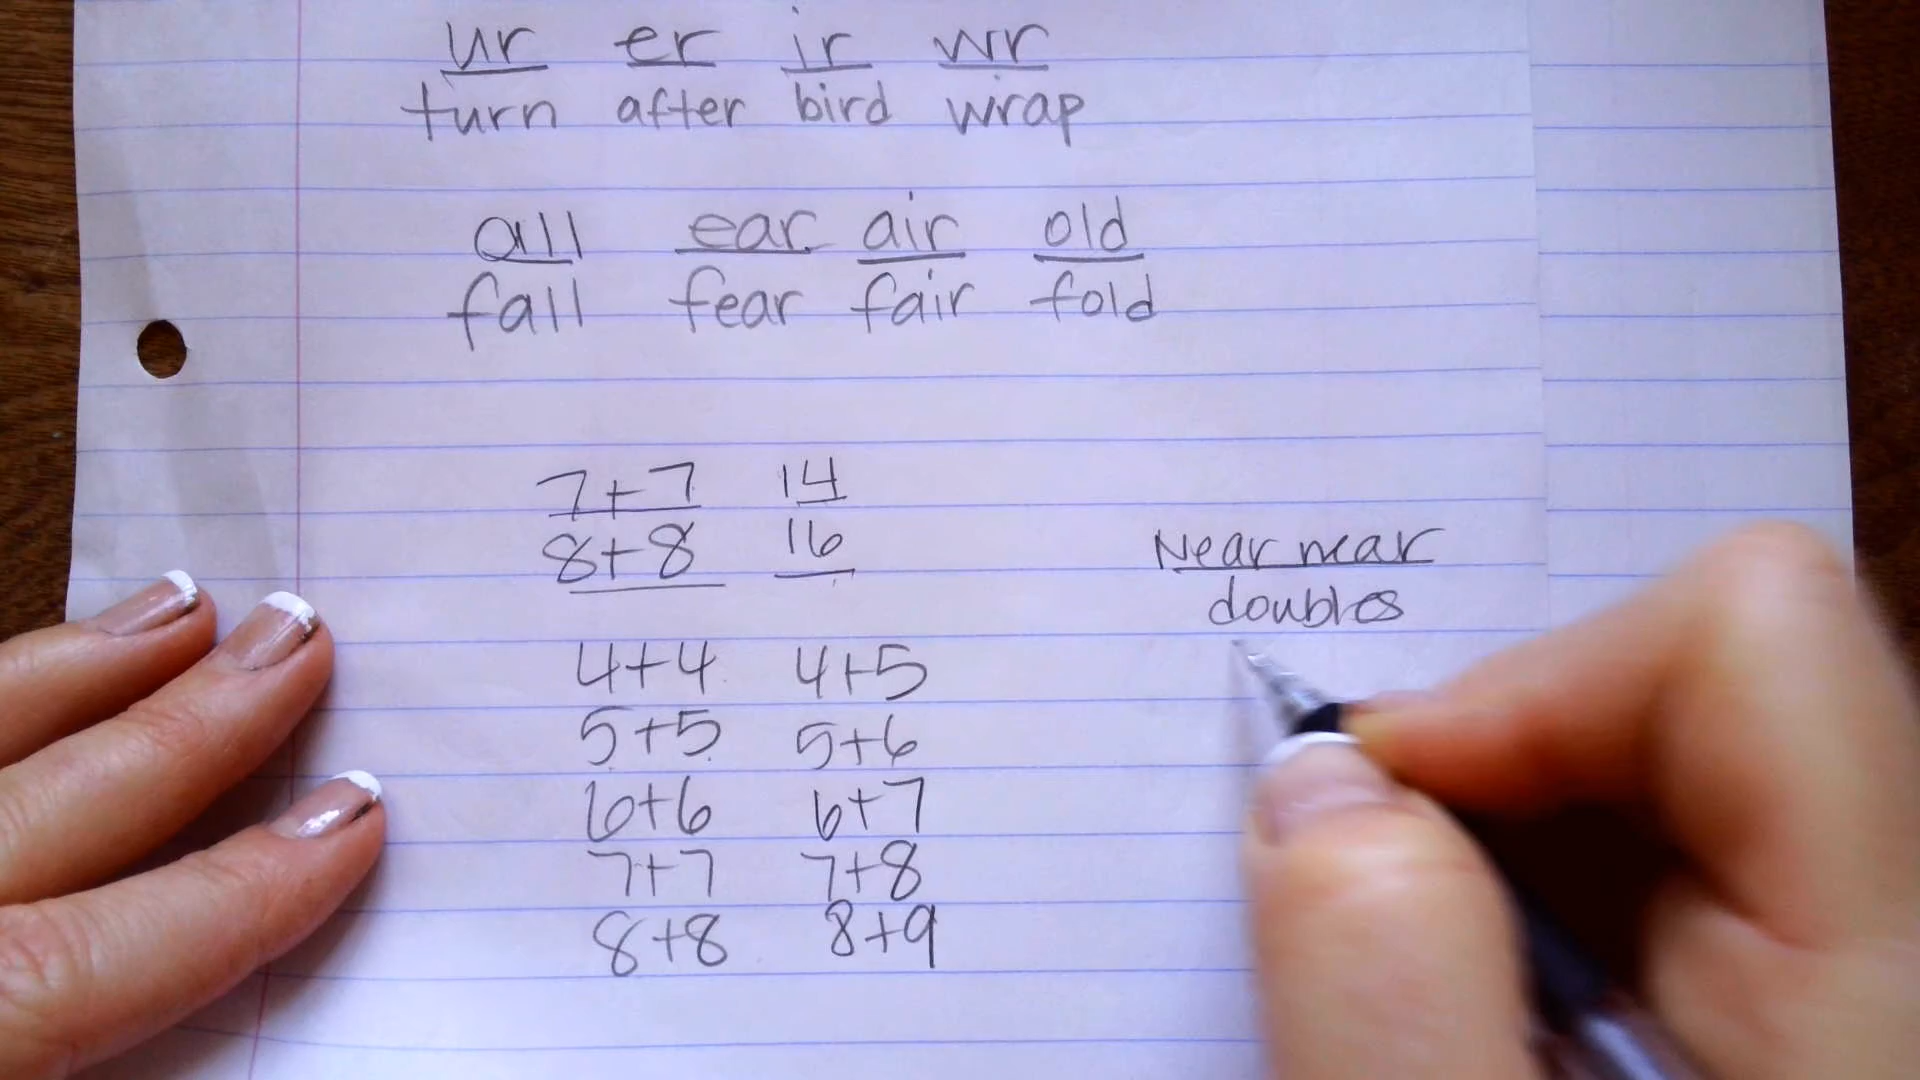 ur er ir wr
turn after bird wrap
all ear air old
fall fear fair fold
7+7 14
8+8 16
Near near
doubles
4+4 4+5
5+5 5+6
6+6 6+7
7+7 7+8
8+8 8+9